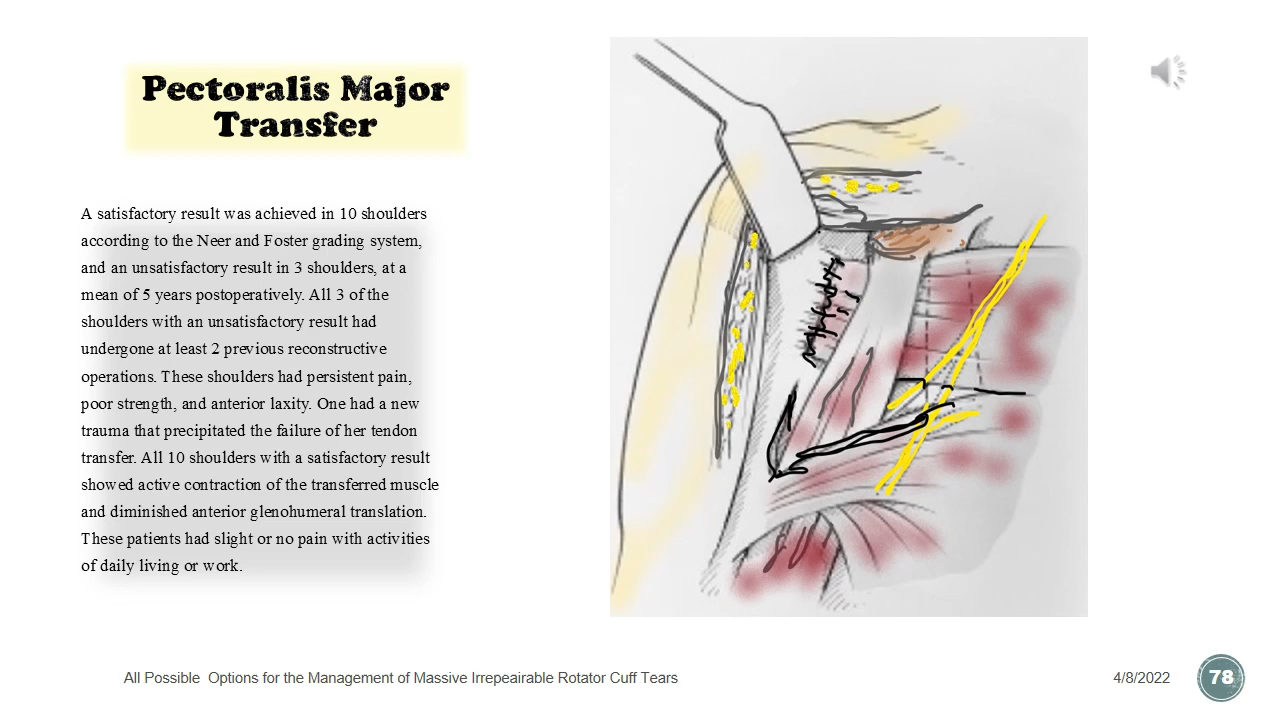 Pectoralis Major
Transfer
A satisfactory result was achieved in 10 shoulders
according to the Neer and Foster grading system,
and an unsatisfactory result in 3 shoulders, at a
mean of 5 years postoperatively. All 3 of the
shoulders with an unsatisfactory result had
undergone at least 2 previous reconstructive
operations. These shoulders had persistent pain,
poor strength, and anterior laxity. One had a new
trauma that precipitated the failure of her tendon
transfer. All 10 shoulders with a satisfactory result
showed active contraction of the transferred muscle
and diminished anterior glenohumeral translation.
These patients had slight or no pain with activities
of daily living or work.
All Possible Options for the Management of Massive Irrepeairable Rotator Cuff Tears
4/8/2022
78